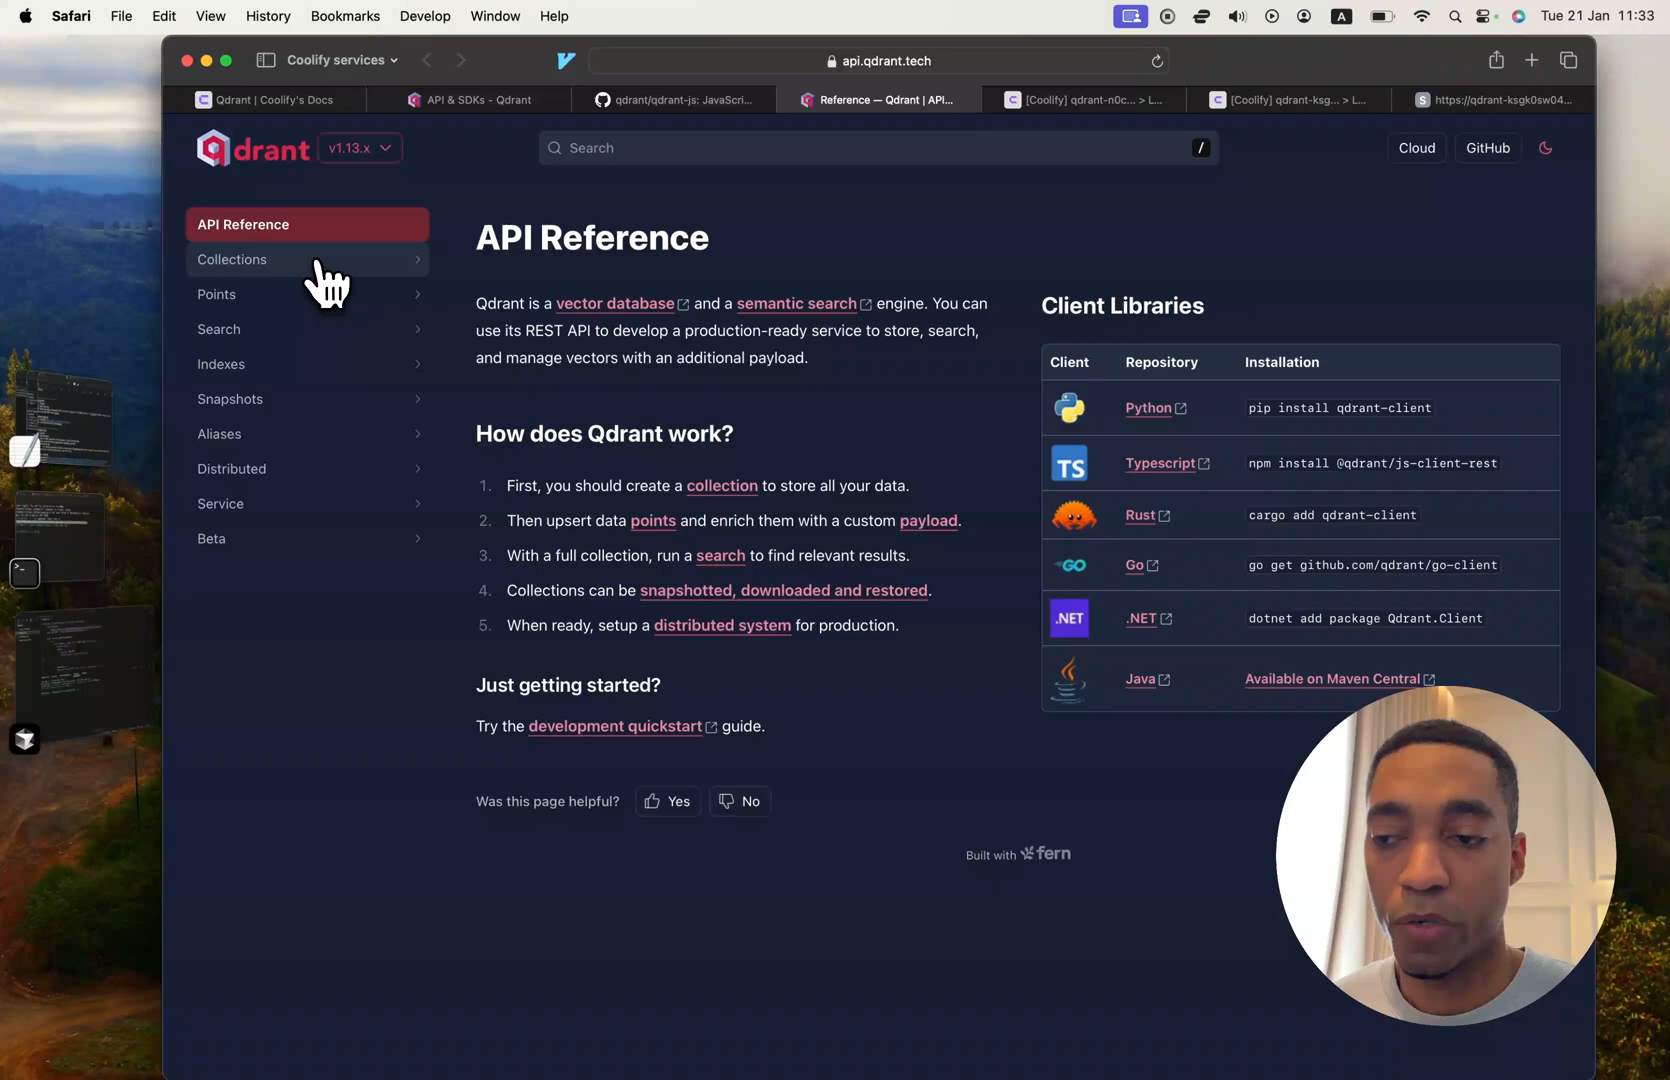 Safari File Edit View History Bookmarks Develop Window Help
A
Tue 21 Jan 11:33
Coolify services
api.qdrant.tech
Qdrant | Coolify's Docs
API & SDKs - Qdrant
qdrant/qdrant-js: JavaScri...
Reference — Qdrant | API...
[Coolify] qdrant-n0c... > L...
[Coolify] qdrant-ksg... > L...
S https://qdrant-ksgk0sw04...
drant
v1.13.x
Search
/
Cloud
GitHub
API Reference
Collections
Points
Search
Indexes
Snapshots
Aliases
Distributed
Service
Beta
API Reference
Qdrant is a vector database and a semantic search engine. You can
use its REST API to develop a production-ready service to store, search,
and manage vectors with an additional payload.
How does Qdrant work?
1. First, you should create a collection to store all your data.
2. Then upsert data points and enrich them with a custom payload.
3. With a full collection, run a search to find relevant results.
4. Collections can be snapshotted, downloaded and restored.
5. When ready, setup a distributed system for production.
Just getting started?
Try the development quickstart guide.
Was this page helpful? Yes No
Built with fern
Client Libraries
Client Repository Installation
Python pip install qdrant-client
TS Typescript npm install @qdrant/js-client-rest
Rust cargo add qdrant-client
GO Go go get github.com/qdrant/go-client
.NET .NET dotnet add package Qdrant.Client
Java Available on Maven Central